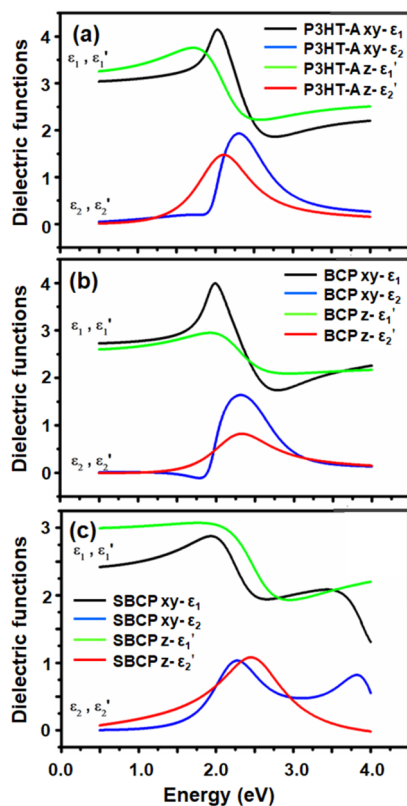 (a)
P3HT-A xy- ε₁
P3HT-A xy- ε₂
P3HT-A z- ε₁'
P3HT-A z- ε₂'
ε₁ , ε₁'
ε₂ , ε₂'
Dielectric functions
4
3
2
1
0
(b)
BCP xy- ε₁
BCP xy- ε₂
BCP z- ε₁'
BCP z- ε₂'
ε₁ , ε₁'
ε₂ , ε₂'
Dielectric functions
5
4
3
2
1
0
(c)
ε₁ , ε₁'
SBCP xy- ε₁
SBCP xy- ε₂
SBCP z- ε₁'
SBCP z- ε₂'
ε₂ , ε₂'
Dielectric functions
3
2
1
0
0.0 1.0 2.0 3.0 4.0
Energy (eV)